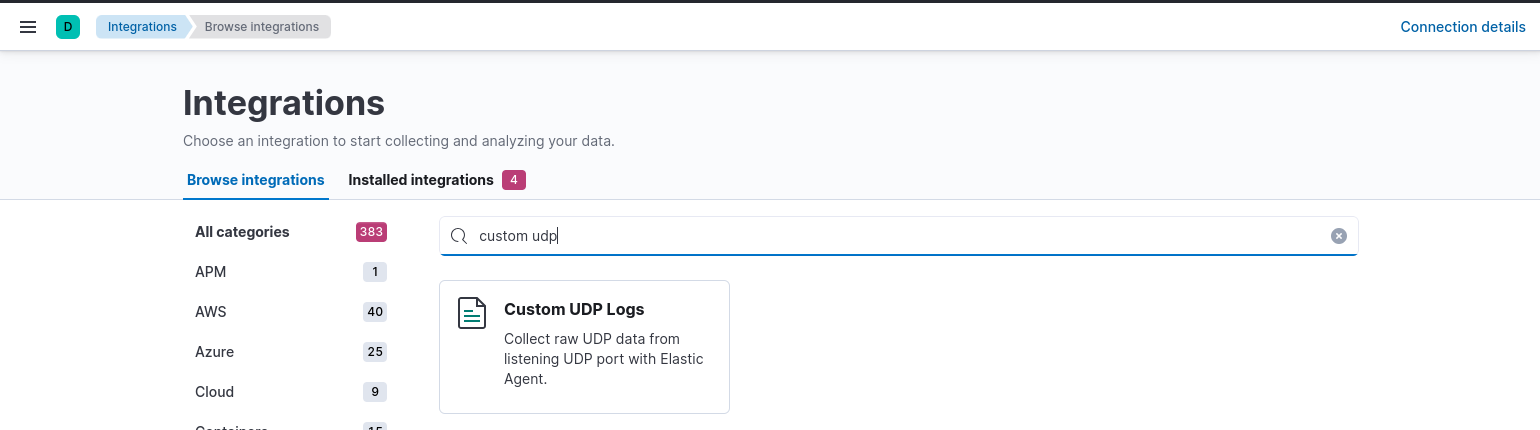 D Integrations Browse integrations Connection details
Integrations
Choose an integration to start collecting and analyzing your data.
Browse integrations Installed integrations 4
All categories 383
custom udp
APM 1
AWS 40
Azure 25
Cloud 9
Custom UDP Logs
Collect raw UDP data from
listening UDP port with Elastic
Agent.